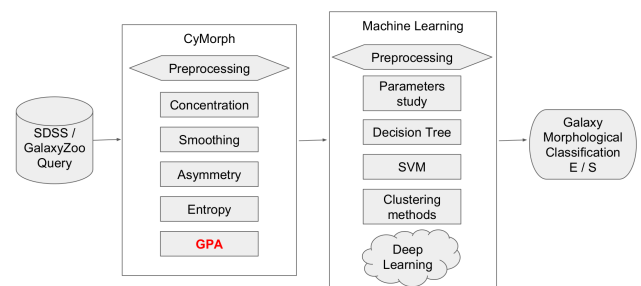 SDSS /
GalaxyZoo
Query
CyMorph
Preprocessing
Concentration
Smoothing
Asymmetry
Entropy
GPA
Machine Learning
Preprocessing
Parameters
study
Decision Tree
SVM
Clustering
methods
Deep
Learning
Galaxy
Morphological
Classification
E / S